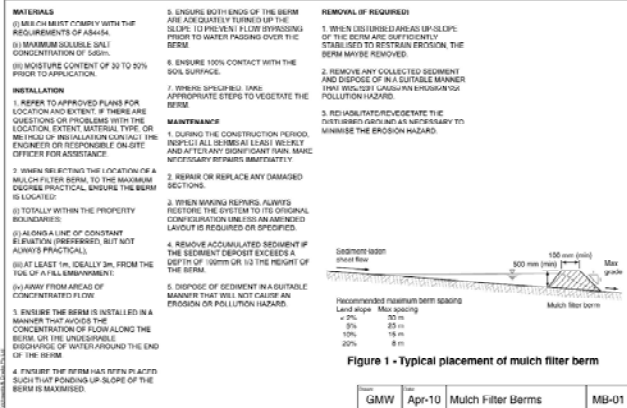 MATERIALS
(i) MULCH MUST COMPLY WITH THE
REQUIREMENTS OF AS4454.
(ii) MAXIMUM SOLUBLE SALT
CONCENTRATION OF 5dS/m.
(iii) MOISTURE CONTENT OF 30 TO 50%
PRIOR TO APPLICATION.
INSTALLATION
1. REFER TO APPROVED PLANS FOR
LOCATION AND EXTENT. IF THERE ARE
QUESTIONS OR PROBLEMS WITH THE
LOCATION, EXTENT, MATERIAL TYPE, OR
METHOD OF INSTALLATION CONTACT THE
ENGINEER OR RESPONSIBLE ON-SITE
OFFICER FOR ASSISTANCE.
2. WHEN SELECTING THE LOCATION OF A
MULCH FILTER BERM, TO THE MAXIMUM
DEGREE PRACTICAL, ENSURE THE BERM
IS LOCATED:
(i) TOTALLY WITHIN THE PROPERTY
BOUNDARIES;
(ii) ALONG A LINE OF CONSTANT
ELEVATION (PREFERRED, BUT NOT
ALWAYS PRACTICAL),
(iii) AT LEAST 1m, IDEALLY 3m, FROM THE
TOE OF A FILL EMBANKMENT;
(iv) AWAY FROM AREAS OF
CONCENTRATED FLOW.
3. ENSURE THE BERM IS INSTALLED IN A
MANNER THAT AVOIDS THE
CONCENTRATION OF FLOW ALONG THE
BERM, OR THE UNDESIRABLE
DISCHARGE OF WATER AROUND THE END
OF THE BERM.
4. ENSURE THE BERM HAS BEEN PLACED
SUCH THAT PONDING UP-SLOPE OF THE
BERM IS MAXIMISED.
5. ENSURE BOTH ENDS OF THE BERM
ARE ADEQUATELY TURNED UP THE
SLOPE TO PREVENT FLOW BYPASSING
PRIOR TO WATER PASSING OVER THE
BERM.
6. ENSURE 100% CONTACT WITH THE
SOIL SURFACE.
7. WHERE SPECIFIED, TAKE
APPROPRIATE STEPS TO VEGETATE THE
BERM.
MAINTENANCE
1. DURING THE CONSTRUCTION PERIOD,
INSPECT ALL BERMS AT LEAST WEEKLY
AND AFTER ANY SIGNIFICANT RAIN. MAKE
NECESSARY REPAIRS IMMEDIATELY.
2. REPAIR OR REPLACE ANY DAMAGED
SECTIONS.
3. WHEN MAKING REPAIRS, ALWAYS
RESTORE THE SYSTEM TO ITS ORIGINAL
CONFIGURATION UNLESS AN AMENDED
LAYOUT IS REQUIRED OR SPECIFIED.
4. REMOVE ACCUMULATED SEDIMENT IF
THE SEDIMENT DEPOSIT EXCEEDS A
DEPTH OF 100mm OR 1/3 THE HEIGHT OF
THE BERM.
5. DISPOSE OF SEDIMENT IN A SUITABLE
MANNER THAT WILL NOT CAUSE AN
EROSION OR POLLUTION HAZARD.
REMOVAL (IF REQUIRED)
1. WHEN DISTURBED AREAS UP-SLOPE
OF THE BERM ARE SUFFICIENTLY
STABILISED TO RESTRAIN EROSION, THE
BERM MAYBE REMOVED.
2. REMOVE ANY COLLECTED SEDIMENT
AND DISPOSE OF IN A SUITABLE MANNER
THAT WILL NOT CAUSE AN EROSION OR
POLLUTION HAZARD.
3. REHABILITATE/REVEGETATE THE
DISTURBED GROUND AS NECESSARY TO
MINIMISE THE EROSION HAZARD.
Sediment-laden
sheet flow
100 mm (min)
500 mm (min)
Max
grade
Mulch filter berm
Recommended maximum berm spacing
Land slope Max spacing
< 2% 30 m
5% 25 m
10% 15 m
20% 8 m
Figure 1 - Typical placement of mulch filter berm
Drawn: GMW
Date: Apr-10
Mulch Filter Berms
MB-01